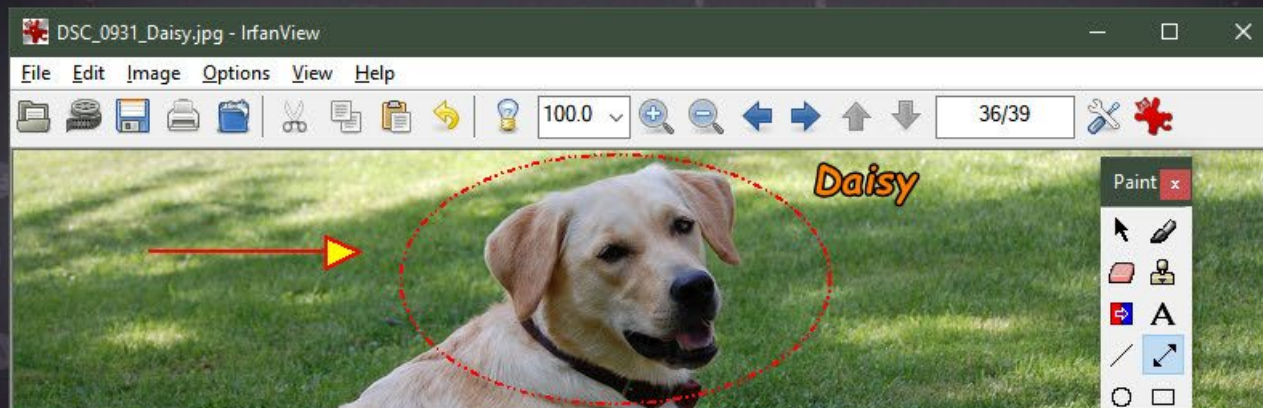 DSC_0931_Daisy.jpg - IrfanView
File Edit Image Options View Help
100.0 36/39
Daisy
Paint x
A